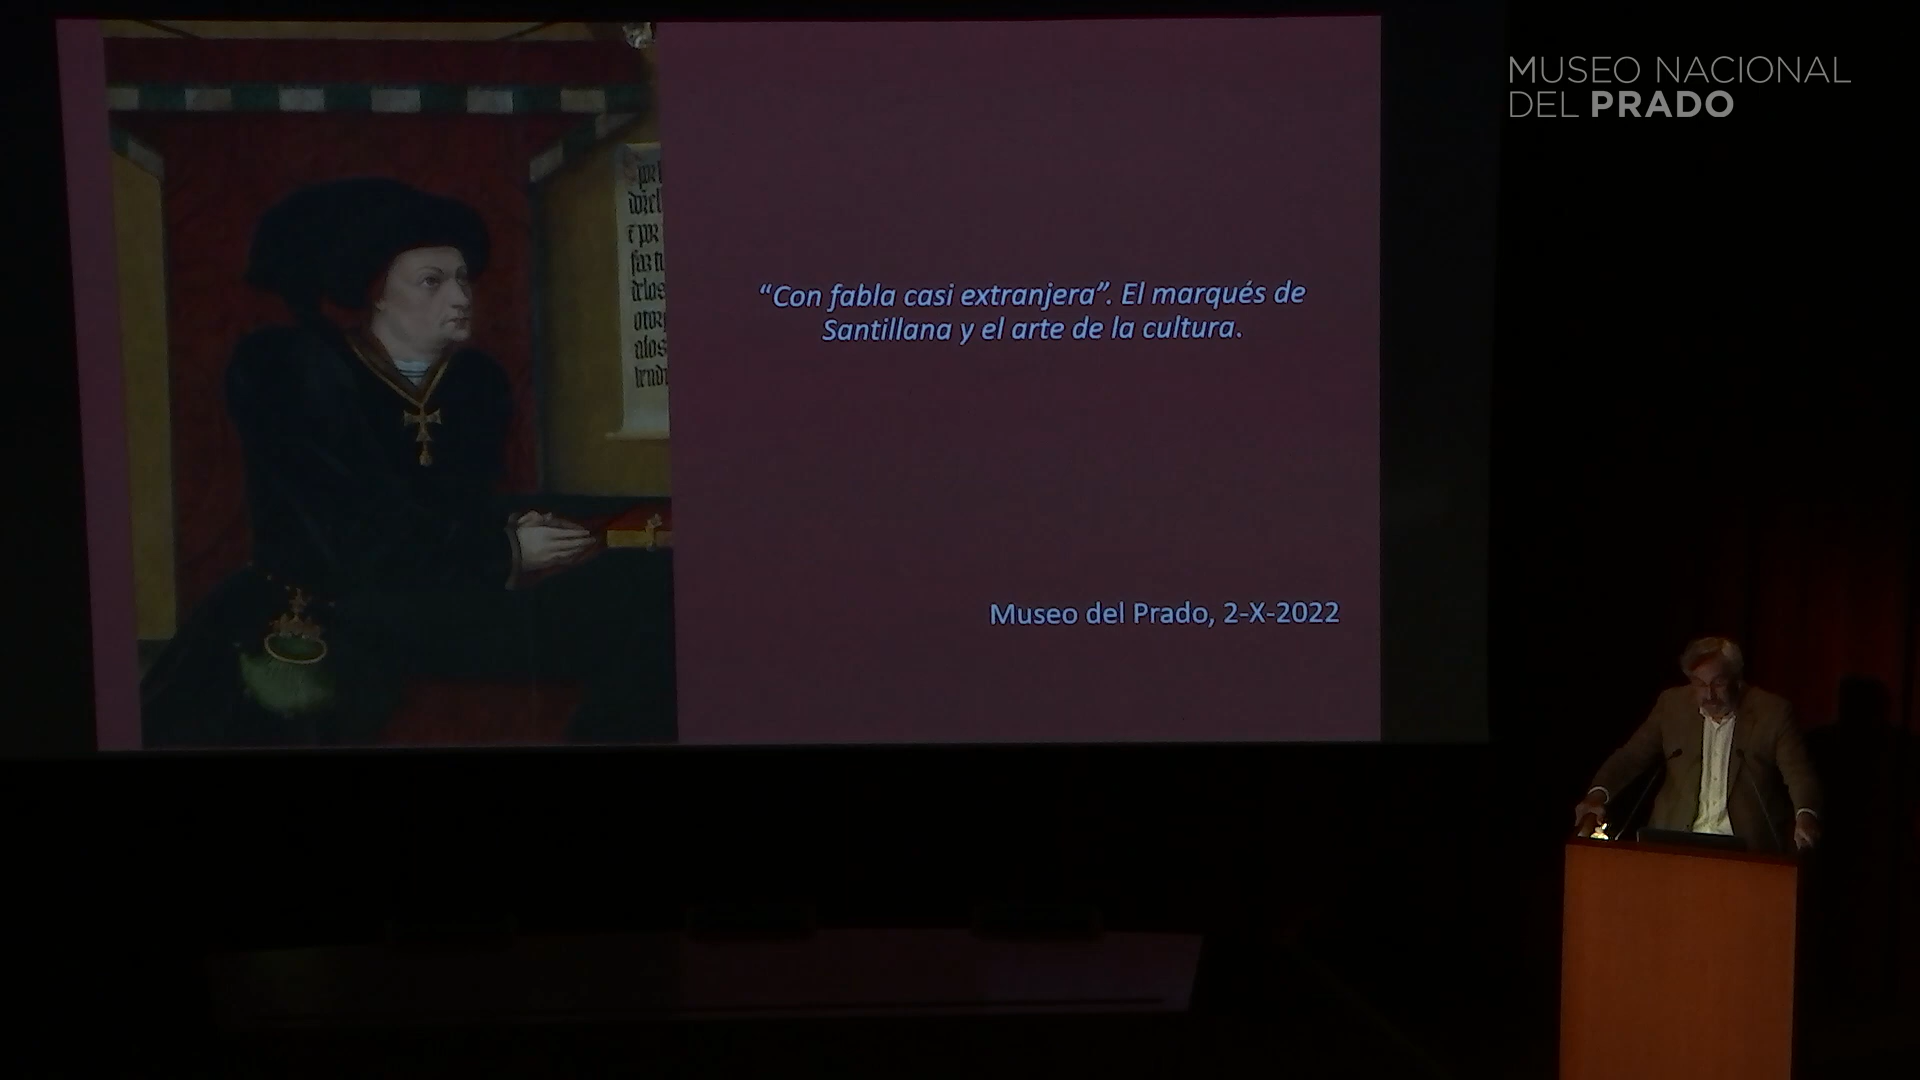 MUSEO NACIONAL
DEL PRADO
“Con fabla casi extranjera”. El marqués de
Santillana y el arte de la cultura.
Museo del Prado, 2-X-2022